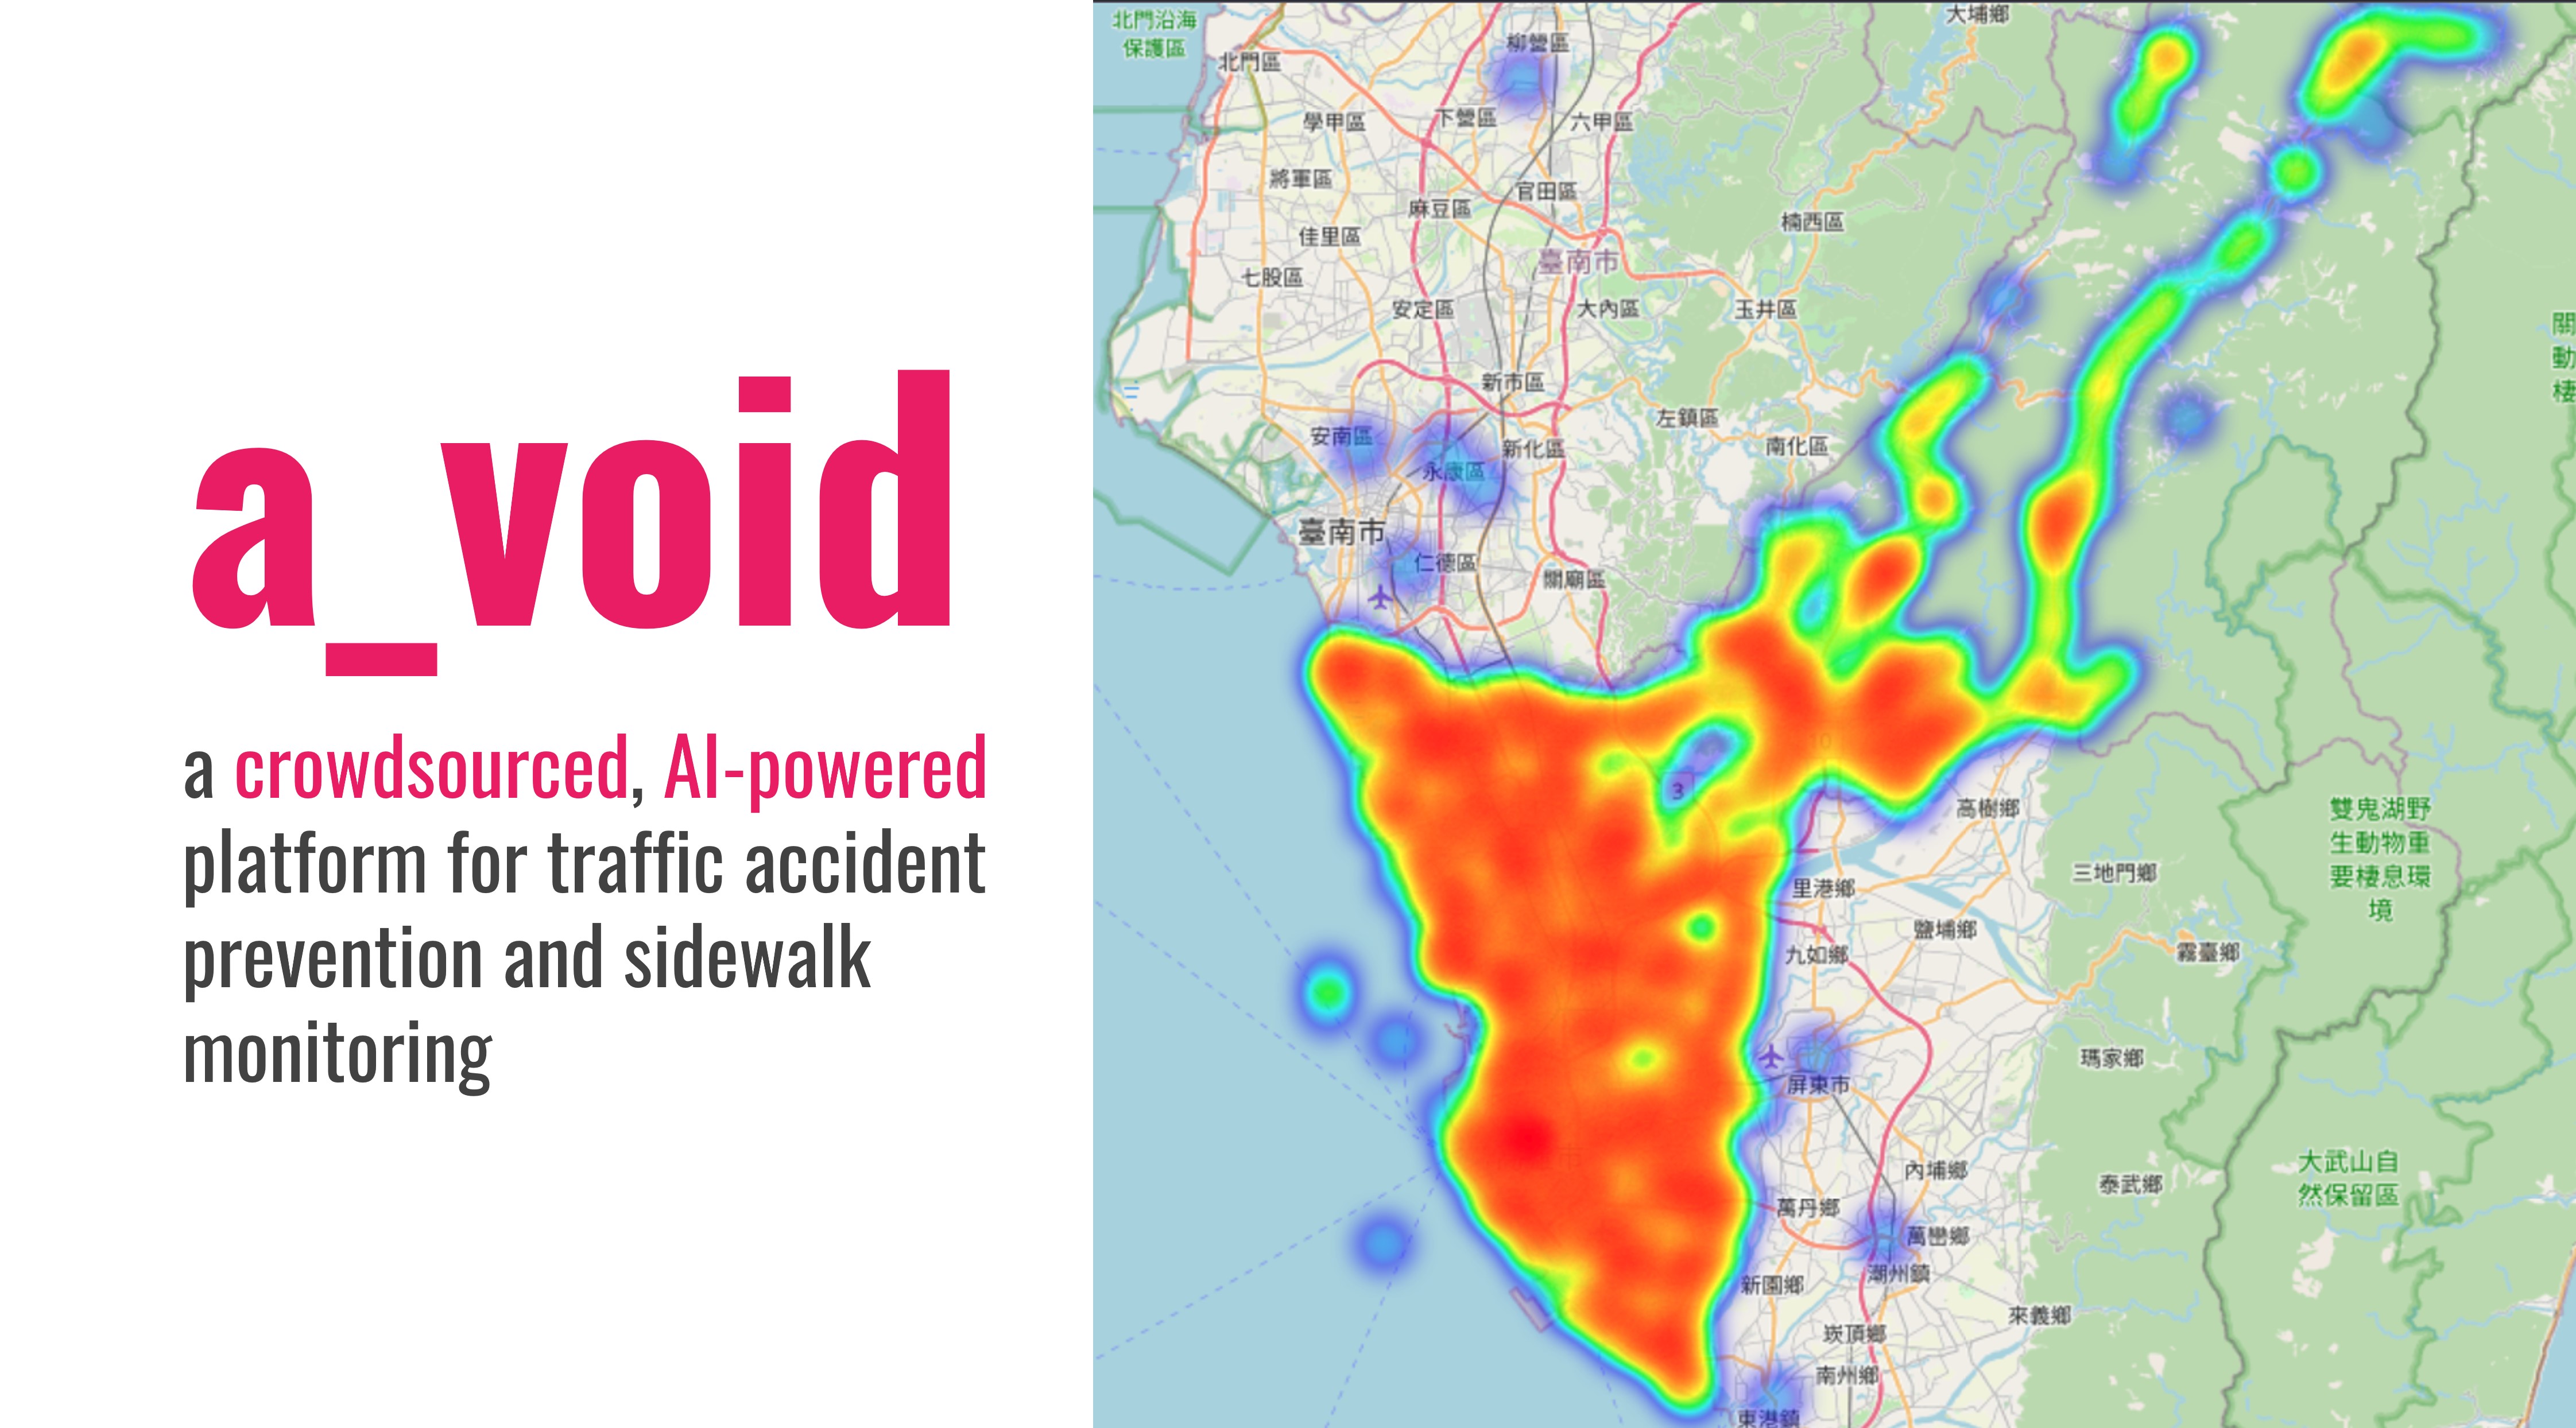 a_void
a crowdsourced, AI-powered
platform for traffic accident
prevention and sidewalk
monitoring
北門沿海
保護區
北門區
柳營區
大埔鄉
學甲區
下營區
六甲區
將軍區
官田區
麻豆區
楠西區
佳里區
臺南市
七股區
安定區
大內區
玉井區
關
動
棲
新市區
左鎮區
安南區
新化區
南化區
永康區
臺南市
仁德區
關廟區
3
高樹鄉
雙鬼湖野
生動物重
要棲息環
境
三地門鄉
里港鄉
鹽埔鄉
九如鄉
霧臺鄉
瑪家鄉
屏東市
內埔鄉
大武山自
然保留區
泰武鄉
萬丹鄉
萬巒鄉
潮州鎮
新園鄉
來義鄉
崁頂鄉
南州鄉
東港鎮